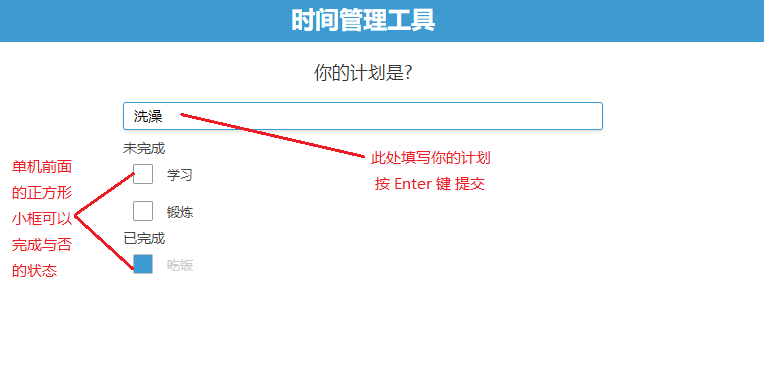 时间管理工具
你的计划是?
洗澡
此处填写你的计划
按 Enter 键 提交
未完成
学习
锻炼
已完成
吃饭
单机前面
的正方形
小框可以
完成与否
的状态